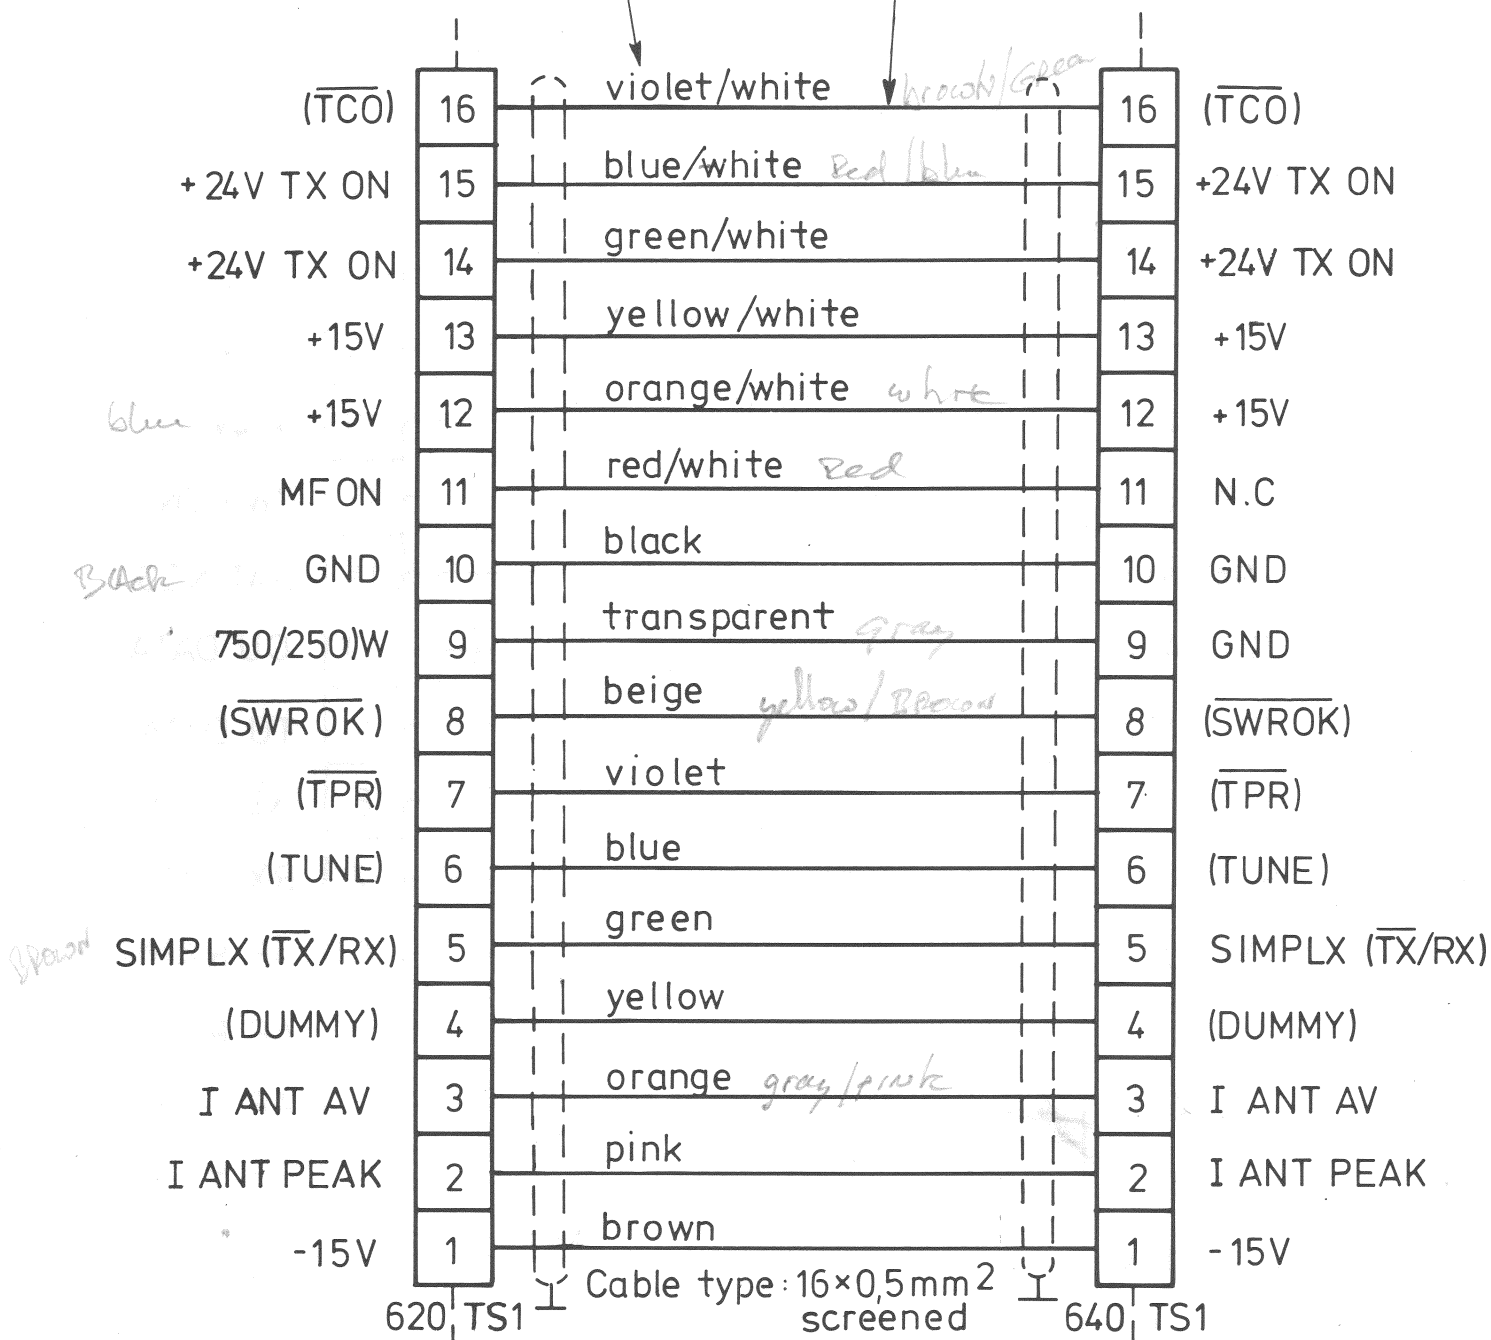 (TCO) 16 violet/white brown/Green 16 (TCO)
+24V TX ON 15 blue/white Red/blue 15 +24V TX ON
+24V TX ON 14 green/white 14 +24V TX ON
+15V 13 yellow/white 13 +15V
blue +15V 12 orange/white white 12 +15V
MF ON 11 red/white Red 11 N.C
Black GND 10 black 10 GND
750/250)W 9 transparent Gray 9 GND
(SWROK) 8 beige yellow/BROWN 8 (SWROK)
(TPR) 7 violet 7 (TPR)
(TUNE) 6 blue 6 (TUNE)
BROWN SIMPLX (TX/RX) 5 green 5 SIMPLX (TX/RX)
(DUMMY) 4 yellow 4 (DUMMY)
I ANT AV 3 orange gray/pink 3 I ANT AV
I ANT PEAK 2 pink 2 I ANT PEAK
-15V 1 brown 1 -15V
Cable type: 16×0,5mm²
620, TS1 screened 640, TS1